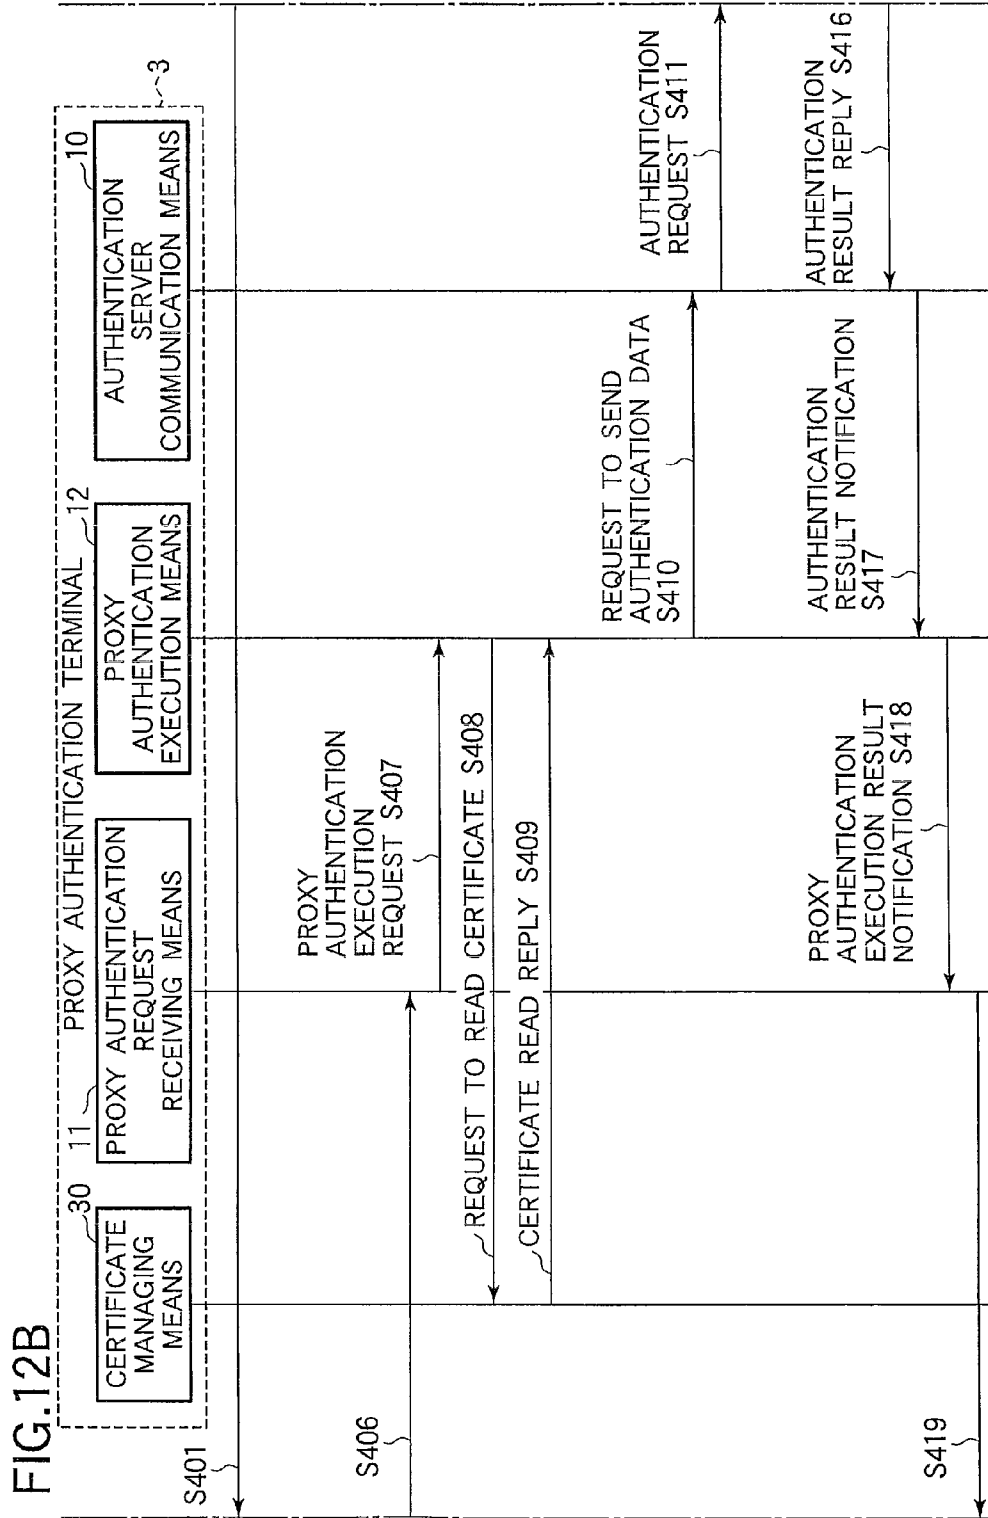 FIG.12B
PROXY AUTHENTICATION TERMINAL
3
30
CERTIFICATE
MANAGING
MEANS
11
PROXY AUTHENTICATION
REQUEST
RECEIVING MEANS
12
PROXY
AUTHENTICATION
EXECUTION MEANS
10
AUTHENTICATION
SERVER
COMMUNICATION MEANS
S401
S406
PROXY
AUTHENTICATION
EXECUTION
REQUEST S407
REQUEST TO READ CERTIFICATE S408
CERTIFICATE READ REPLY S409
REQUEST TO SEND
AUTHENTICATION DATA
S410
AUTHENTICATION
REQUEST S411
AUTHENTICATION
RESULT REPLY S416
AUTHENTICATION
RESULT NOTIFICATION
S417
PROXY
AUTHENTICATION
EXECUTION RESULT
NOTIFICATION S418
S419